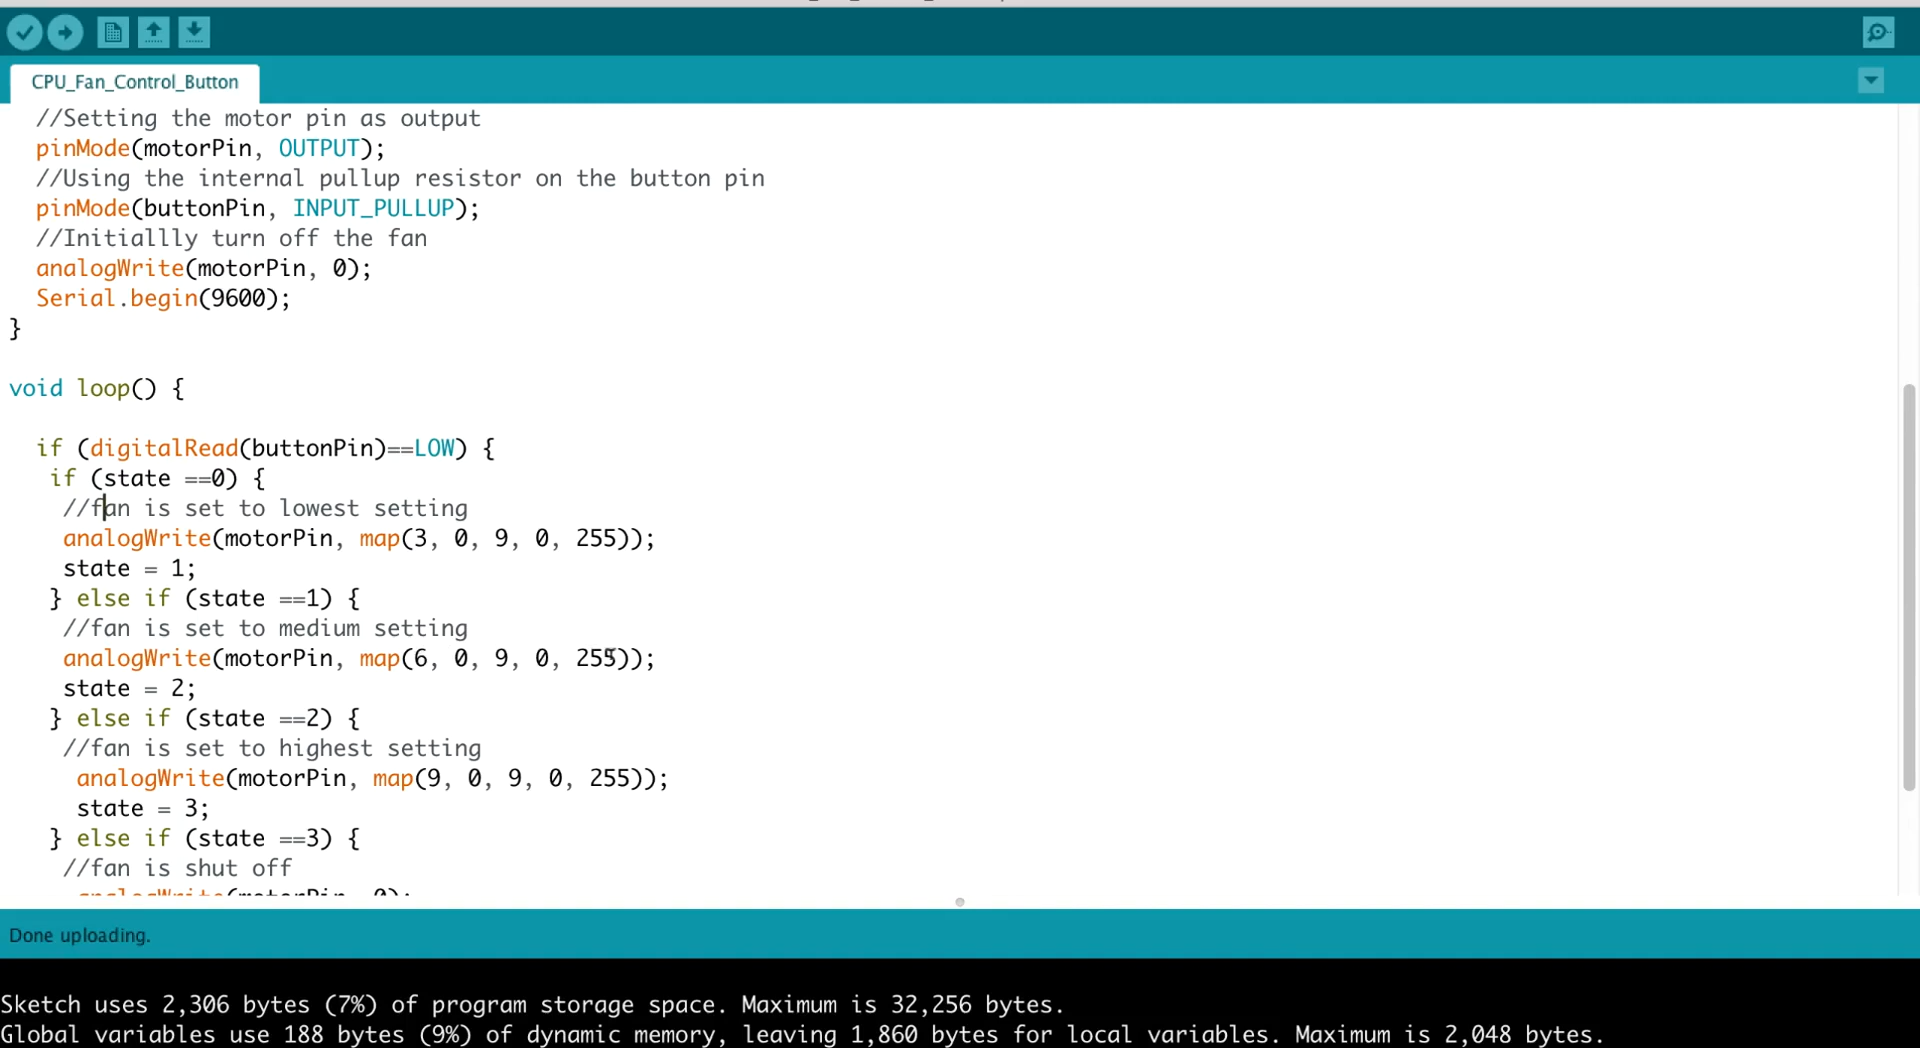 CPU_Fan_Control_Button
//Setting the motor pin as output
pinMode(motorPin, OUTPUT);
//Using the internal pullup resistor on the button pin
pinMode(buttonPin, INPUT_PULLUP);
//Initiallly turn off the fan
analogWrite(motorPin, 0);
Serial.begin(9600);
}
void loop() {
if (digitalRead(buttonPin)==LOW) {
if (state ==0) {
//fan is set to lowest setting
analogWrite(motorPin, map(3, 0, 9, 0, 255));
state = 1;
} else if (state ==1) {
//fan is set to medium setting
analogWrite(motorPin, map(6, 0, 9, 0, 255));
state = 2;
} else if (state ==2) {
//fan is set to highest setting
analogWrite(motorPin, map(9, 0, 9, 0, 255));
state = 3;
} else if (state ==3) {
//fan is shut off
analogWrite(motorPin, 0);
Done uploading.
Sketch uses 2,306 bytes (7%) of program storage space. Maximum is 32,256 bytes.
Global variables use 188 bytes (9%) of dynamic memory, leaving 1,860 bytes for local variables. Maximum is 2,048 bytes.